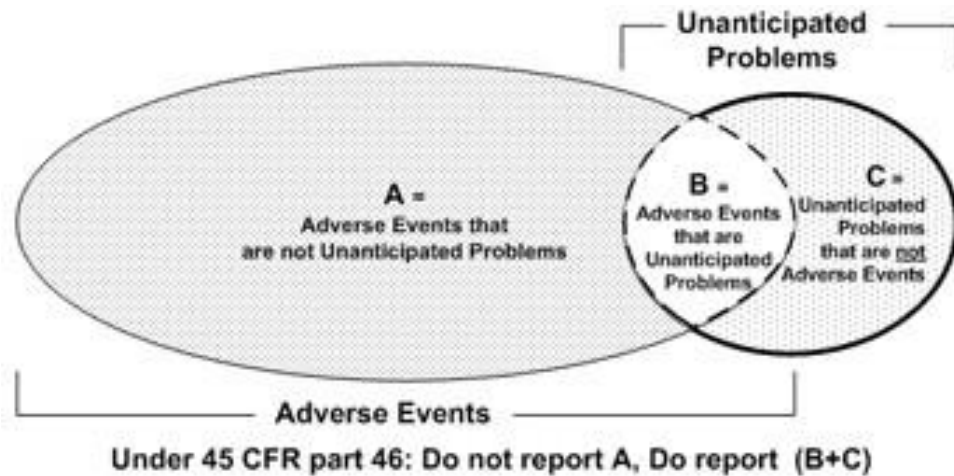 Unanticipated
Problems
A =
Adverse Events that
are not Unanticipated Problems
B =
Adverse Events
that are
Unanticipated
Problems
C =
Unanticipated
Problems
that are not
Adverse Events
Adverse Events
Under 45 CFR part 46: Do not report A, Do report (B+C)